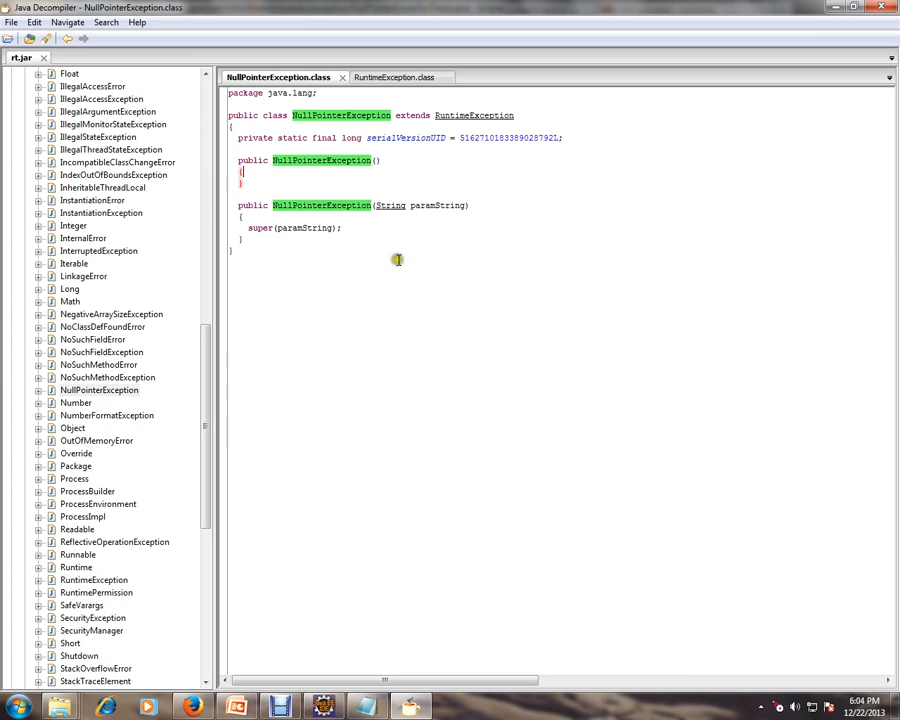 Java Decompiler - NullPointerException.class
File Edit Navigate Search Help
rt.jar
Float
IllegalAccessError
IllegalAccessException
IllegalArgumentException
IllegalMonitorStateException
IllegalStateException
IllegalThreadStateException
IncompatibleClassChangeError
IndexOutOfBoundsException
InheritableThreadLocal
InstantiationError
InstantiationException
Integer
InternalError
InterruptedException
Iterable
LinkageError
Long
Math
NegativeArraySizeException
NoClassDefFoundError
NoSuchFieldError
NoSuchFieldException
NoSuchMethodError
NoSuchMethodException
NullPointerException
Number
NumberFormatException
Object
OutOfMemoryError
Override
Package
Process
ProcessBuilder
ProcessEnvironment
ProcessImpl
Readable
ReflectiveOperationException
Runnable
Runtime
RuntimeException
RuntimePermission
SafeVarargs
SecurityException
SecurityManager
Short
Shutdown
StackOverflowError
StackTraceElement
NullPointerException.class RuntimeException.class
package java.lang;
public class NullPointerException extends RuntimeException
{
private static final long serialVersionUID = 5162710183389028792L;
public NullPointerException()
{
}
public NullPointerException(String paramString)
{
super(paramString);
}
}
6:04 PM
12/22/2013